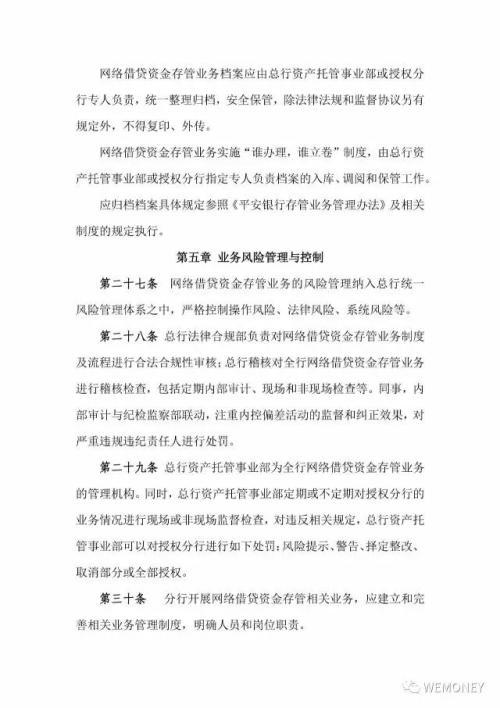 网络借贷资金存管业务档案应由总行资产托管事业部或授权分
行专人负责，统一整理归档，安全保管，除法律法规和监督协议另有
规定外，不得复印、外传。
网络借贷资金存管业务实施“谁办理，谁立卷”制度，由总行资
产托管事业部或授权分行指定专人负责档案的入库、调阅和保管工作。
应归档档案具体规定参照《平安银行存管业务管理办法》及相关
制度的规定执行。
第五章 业务风险管理与控制
第二十七条 网络借贷资金存管业务的风险管理纳入总行统一
风险管理体系之中，严格控制操作风险、法律风险、系统风险等。
第二十八条 总行法律合规部负责对网络借贷资金存管业务制度
及流程进行合法合规性审核；总行稽核对全行网络借贷资金存管业务
进行稽核检查，包括定期内部审计、现场和非现场检查等。同事，内
部审计与纪检监察部联动，注重内控偏差活动的监督和纠正效果，对
严重违规违纪责任人进行处罚。
第二十九条 总行资产托管事业部为全行网络借贷资金存管业务
的管理机构。同时，总行资产托管事业部定期或不定期对授权分行的
业务情况进行现场或非现场监督检查，对违反相关规定，总行资产托
管事业部可以对授权分行进行如下处罚：风险提示、警告、择定整改、
取消部分或全部授权。
第三十条 分行开展网络借贷资金存管相关业务，应建立和完
善相关业务管理制度，明确人员和岗位职责。
WEMONEY